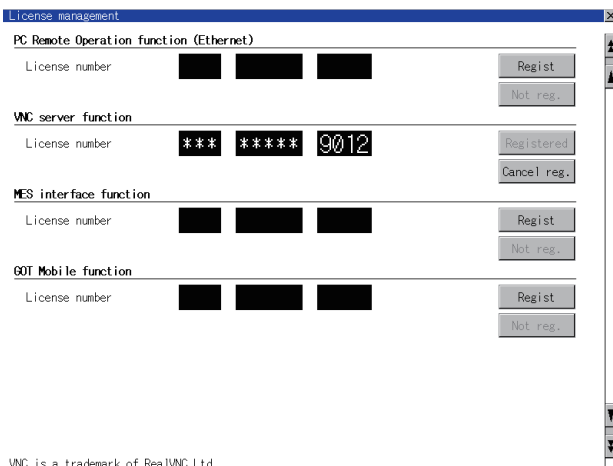 License management
PC Remote Operation function (Ethernet)
License number Regist
Not reg.
VNC server function
License number *** ***** 9012 Registered
Cancel reg.
MES interface function
License number Regist
Not reg.
GOT Mobile function
License number Regist
Not reg.
VNC is a trademark of RealVNC Ltd.